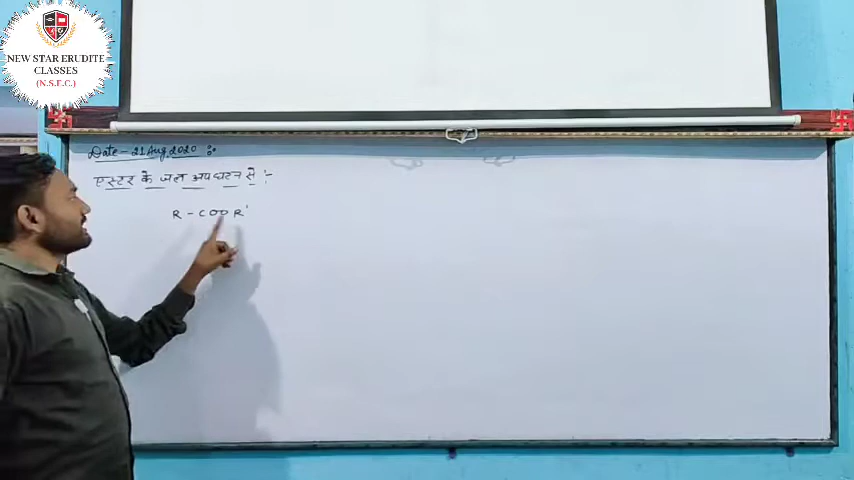 NEW STAR ERUDITE
CLASSES
(N.S.E.C.)
Date - 21 Aug 2020 :-
एस्टर के जल अपघटन से :-
R - COOR'